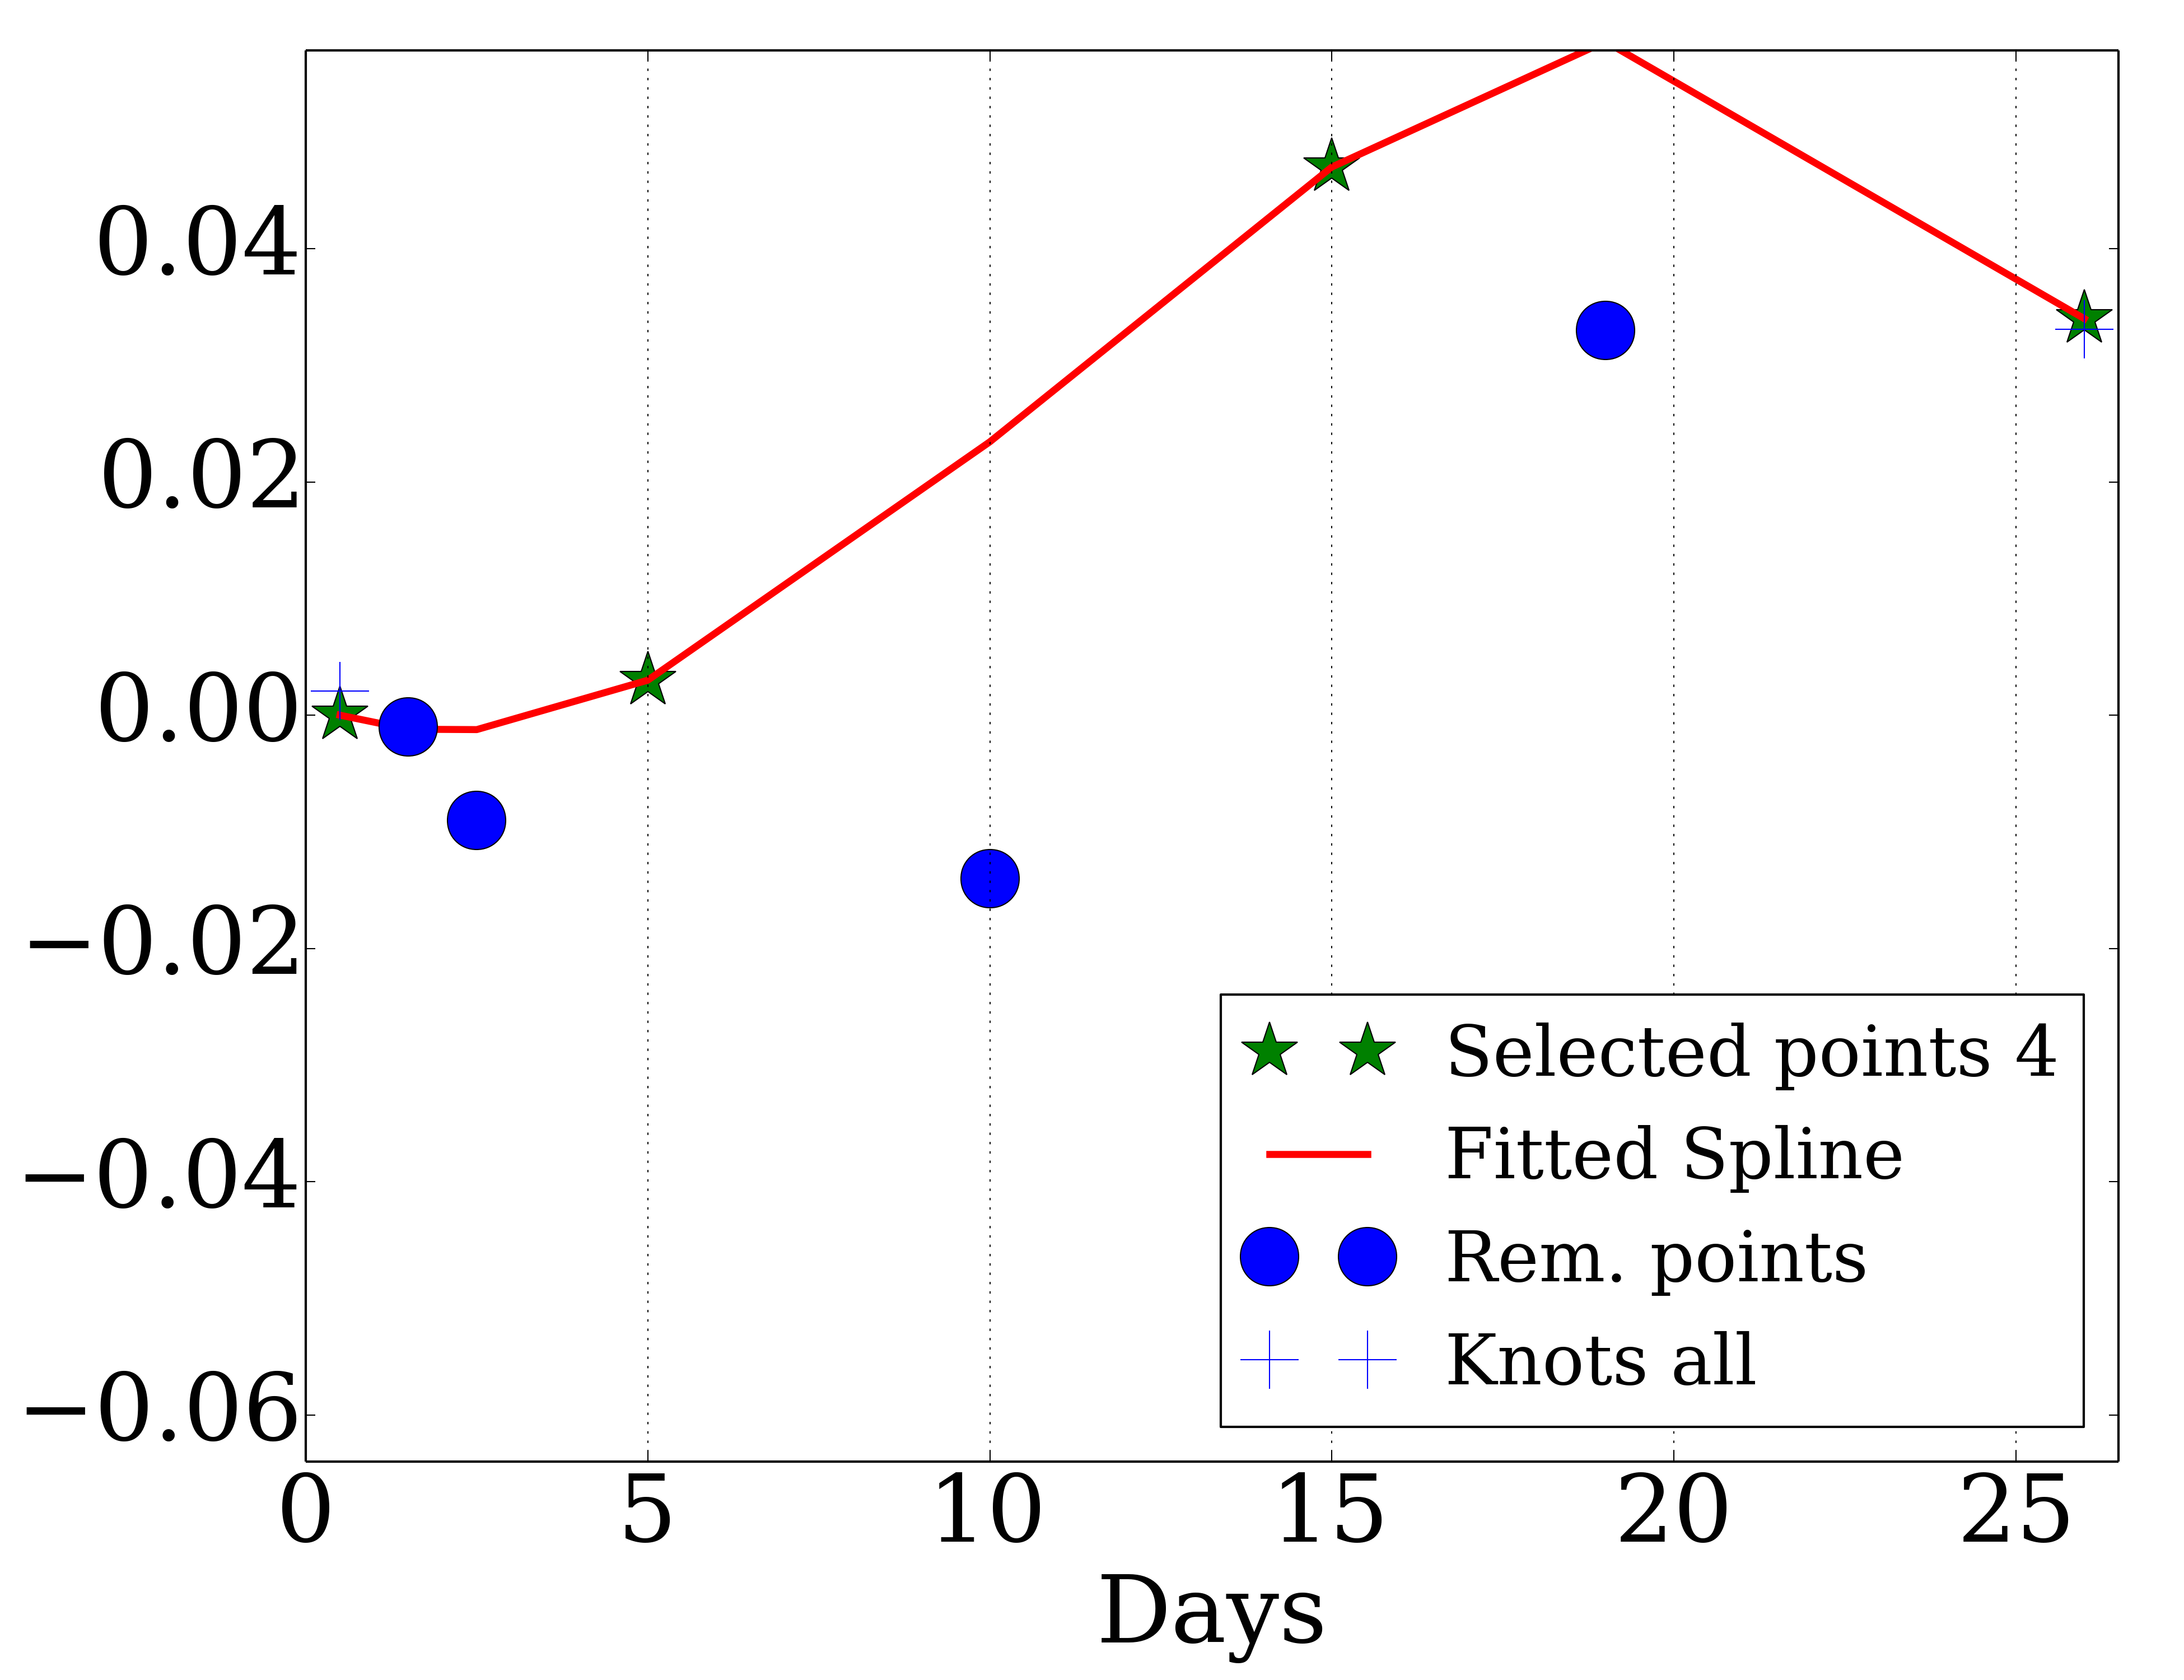 0.04
0.02
0.00
−0.02
−0.04
−0.06
Selected points 4
Fitted Spline
Rem. points
Knots all
0 5 10 15 20 25
Days